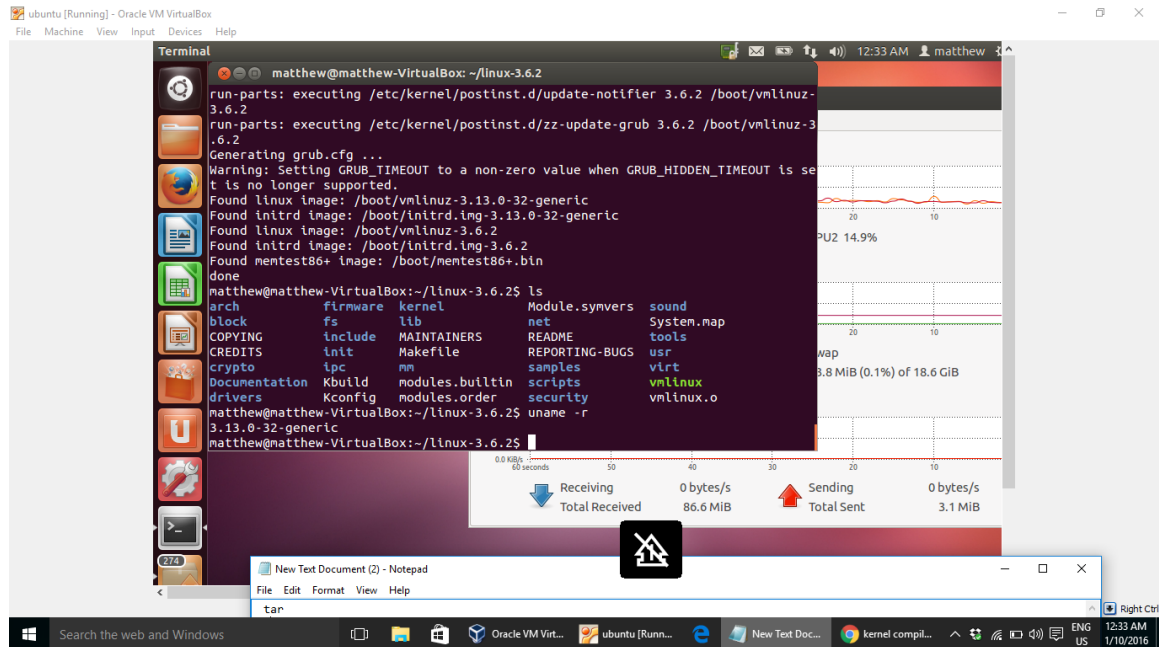 ubuntu [Running] - Oracle VM VirtualBox
File Machine View Input Devices Help
Terminal
12:33 AM matthew
matthew@matthew-VirtualBox: ~/linux-3.6.2
run-parts: executing /etc/kernel/postinst.d/update-notifier 3.6.2 /boot/vmlinuz-
3.6.2
run-parts: executing /etc/kernel/postinst.d/zz-update-grub 3.6.2 /boot/vmlinuz-3
.6.2
Generating grub.cfg ...
Warning: Setting GRUB_TIMEOUT to a non-zero value when GRUB_HIDDEN_TIMEOUT is se
t is no longer supported.
Found linux image: /boot/vmlinuz-3.13.0-32-generic
Found initrd image: /boot/initrd.img-3.13.0-32-generic
Found linux image: /boot/vmlinuz-3.6.2
Found initrd image: /boot/initrd.img-3.6.2
Found memtest86+ image: /boot/memtest86+.bin
done
matthew@matthew-VirtualBox:~/linux-3.6.2$ ls
arch firmware kernel Module.symvers sound
block fs lib net System.map
COPYING include MAINTAINERS README tools
CREDITS init Makefile REPORTING-BUGS usr
crypto ipc mm samples virt
Documentation Kbuild modules.builtin scripts vmlinux
drivers Kconfig modules.order security vmlinux.o
matthew@matthew-VirtualBox:~/linux-3.6.2$ uname -r
3.13.0-32-generic
matthew@matthew-VirtualBox:~/linux-3.6.2$
20 10
PU2 14.9%
20 10
wap
3.8 MiB (0.1%) of 18.6 GiB
0.0 KiB/s
60 seconds 50 40 30 20 10
Receiving 0 bytes/s Sending 0 bytes/s
Total Received 86.6 MiB Total Sent 3.1 MiB
274
New Text Document (2) - Notepad
File Edit Format View Help
tar
Right Ctrl
Search the web and Windows
Oracle VM Virt... ubuntu [Runn... New Text Doc... kernel compil...
ENG
US
12:33 AM
1/10/2016